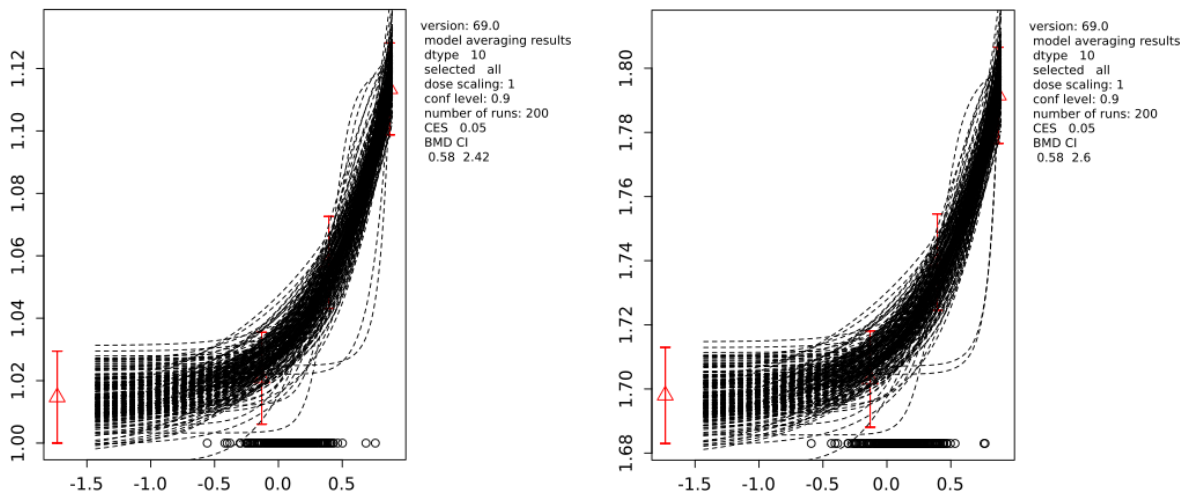 version: 69.0
model averaging results
dtype 10
selected all
dose scaling: 1
conf level: 0.9
number of runs: 200
CES 0.05
BMD CI
0.58 2.42
1.12
1.10
1.08
1.06
1.04
1.02
1.00
-1.5 -1.0 -0.5 0.0 0.5
version: 69.0
model averaging results
dtype 10
selected all
dose scaling: 1
conf level: 0.9
number of runs: 200
CES 0.05
BMD CI
0.58 2.6
1.80
1.78
1.76
1.74
1.72
1.70
1.68
-1.5 -1.0 -0.5 0.0 0.5